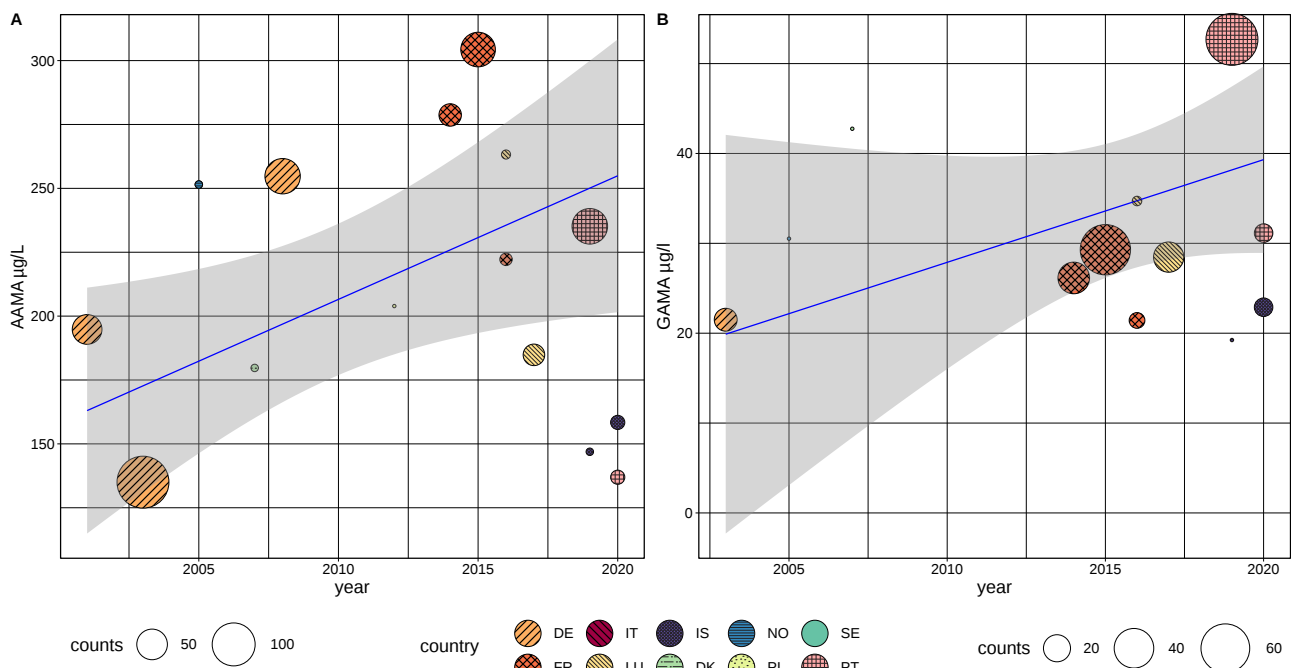 A
B
300
250
200
150
AAMA µg/L
2005
2010
2015
2020
year
40
20
0
GAMA µg/l
2005
2010
2015
2020
year
counts 50 100
country
DE IT IS NO SE
FR LU DK PL PT
counts 20 40 60